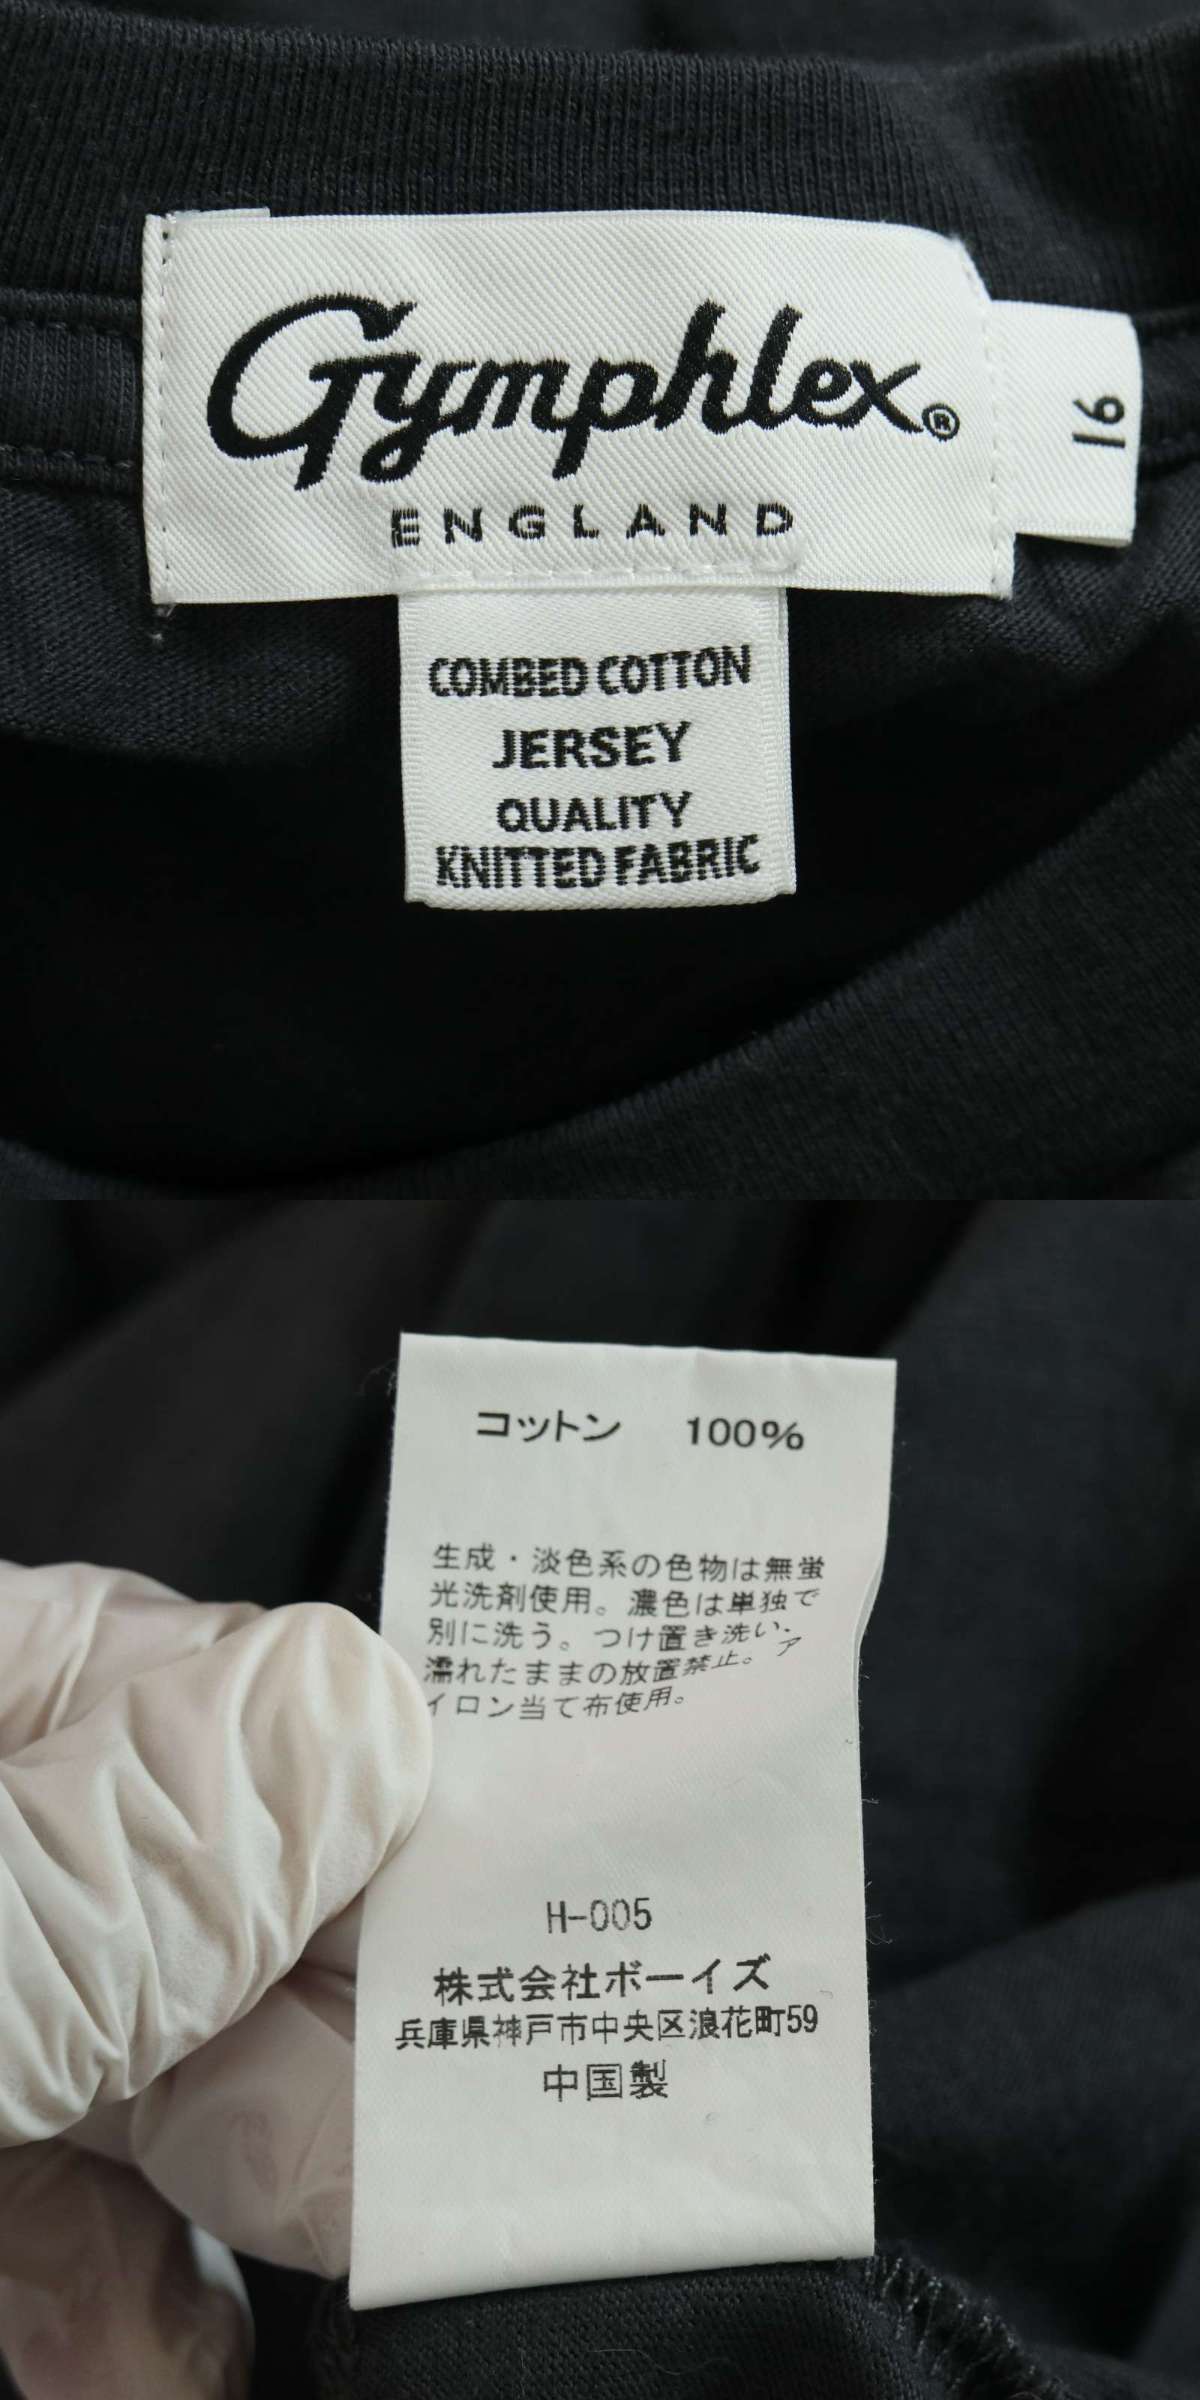 Gymphlex®
ENGLAND
16
COMBED COTTON
JERSEY
QUALITY
KNITTED FABRIC
コットン 100%
生成・淡色系の色物は無蛍
光洗剤使用。濃色は単独で
別に洗う。つけ置き洗い、
濡れたままの放置禁止。ア
イロン当て布使用。
H-005
株式会社ボーイズ
兵庫県神戸市中央区浪花町59
中国製